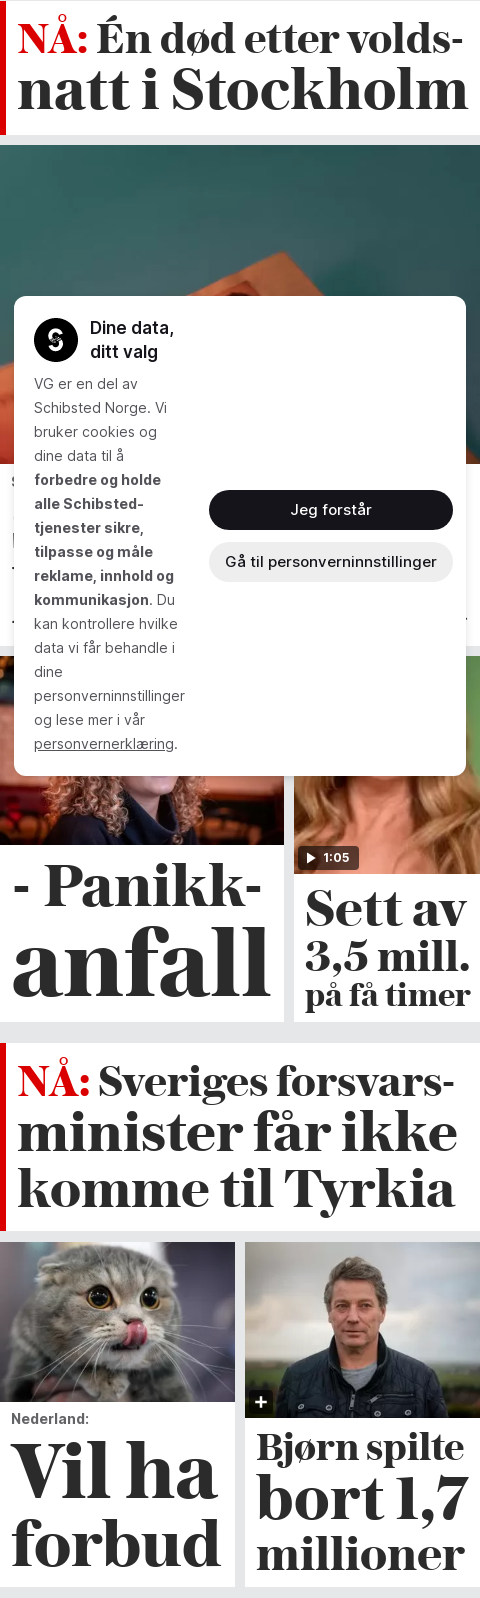 NÅ: Én død etter volds-
natt i Stockholm
Dine data,
ditt valg
VG er en del av
Schibsted Norge. Vi
bruker cookies og
dine data til å
forbedre og holde
alle Schibsted-
tjenester sikre,
tilpasse og måle
reklame, innhold og
kommunikasjon. Du
kan kontrollere hvilke
data vi får behandle i
dine
personverninnstillinger
og lese mer i vår
personvernerklæring.
Jeg forstår
Gå til personverninnstillinger
- Panikk-
anfall
1:05
Sett av
3,5 mill.
på få timer
NÅ: Sveriges forsvars-
minister får ikke
komme til Tyrkia
Nederland:
Vil ha
forbud
Bjørn spilte
bort 1,7
millioner